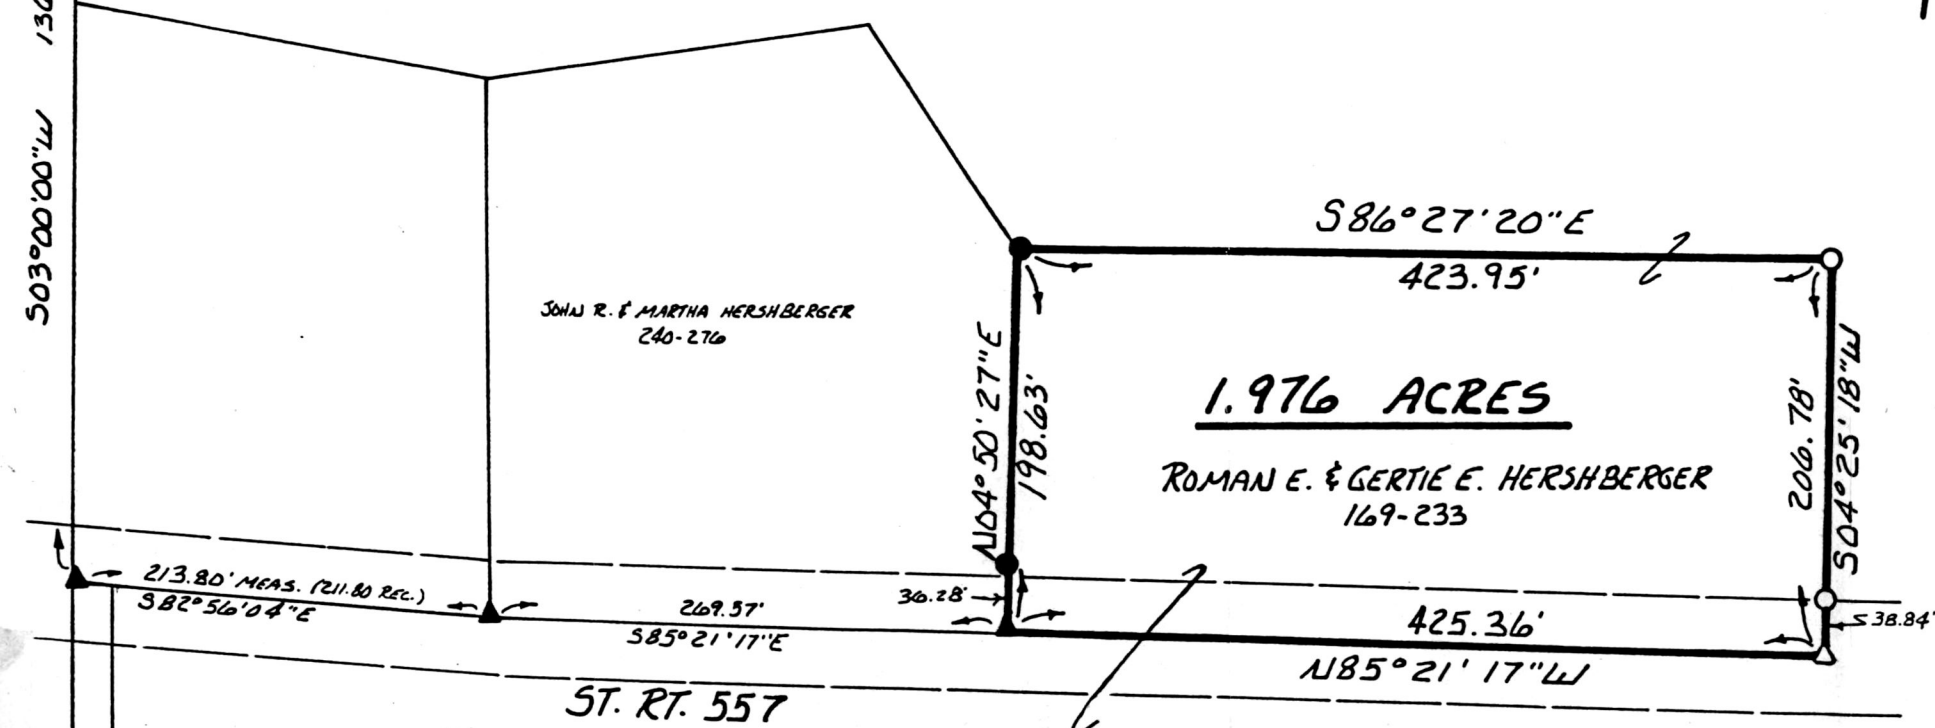 S03°00'00"W
S86°27'20"E
423.95'
JOHN R. & MARTHA HERSHBERGER
240-276
N04°50'27"E
198.63'
1.976 ACRES
ROMAN E. & GERTIE E. HERSHBERGER
169-233
206.78'
S04°25'18"W
213.80' MEAS. (211.80 REC.)
S82°56'04"E
269.57'
S85°21'17"E
36.28'
425.36'
N85°21'17"W
38.84'
ST. RT. 557